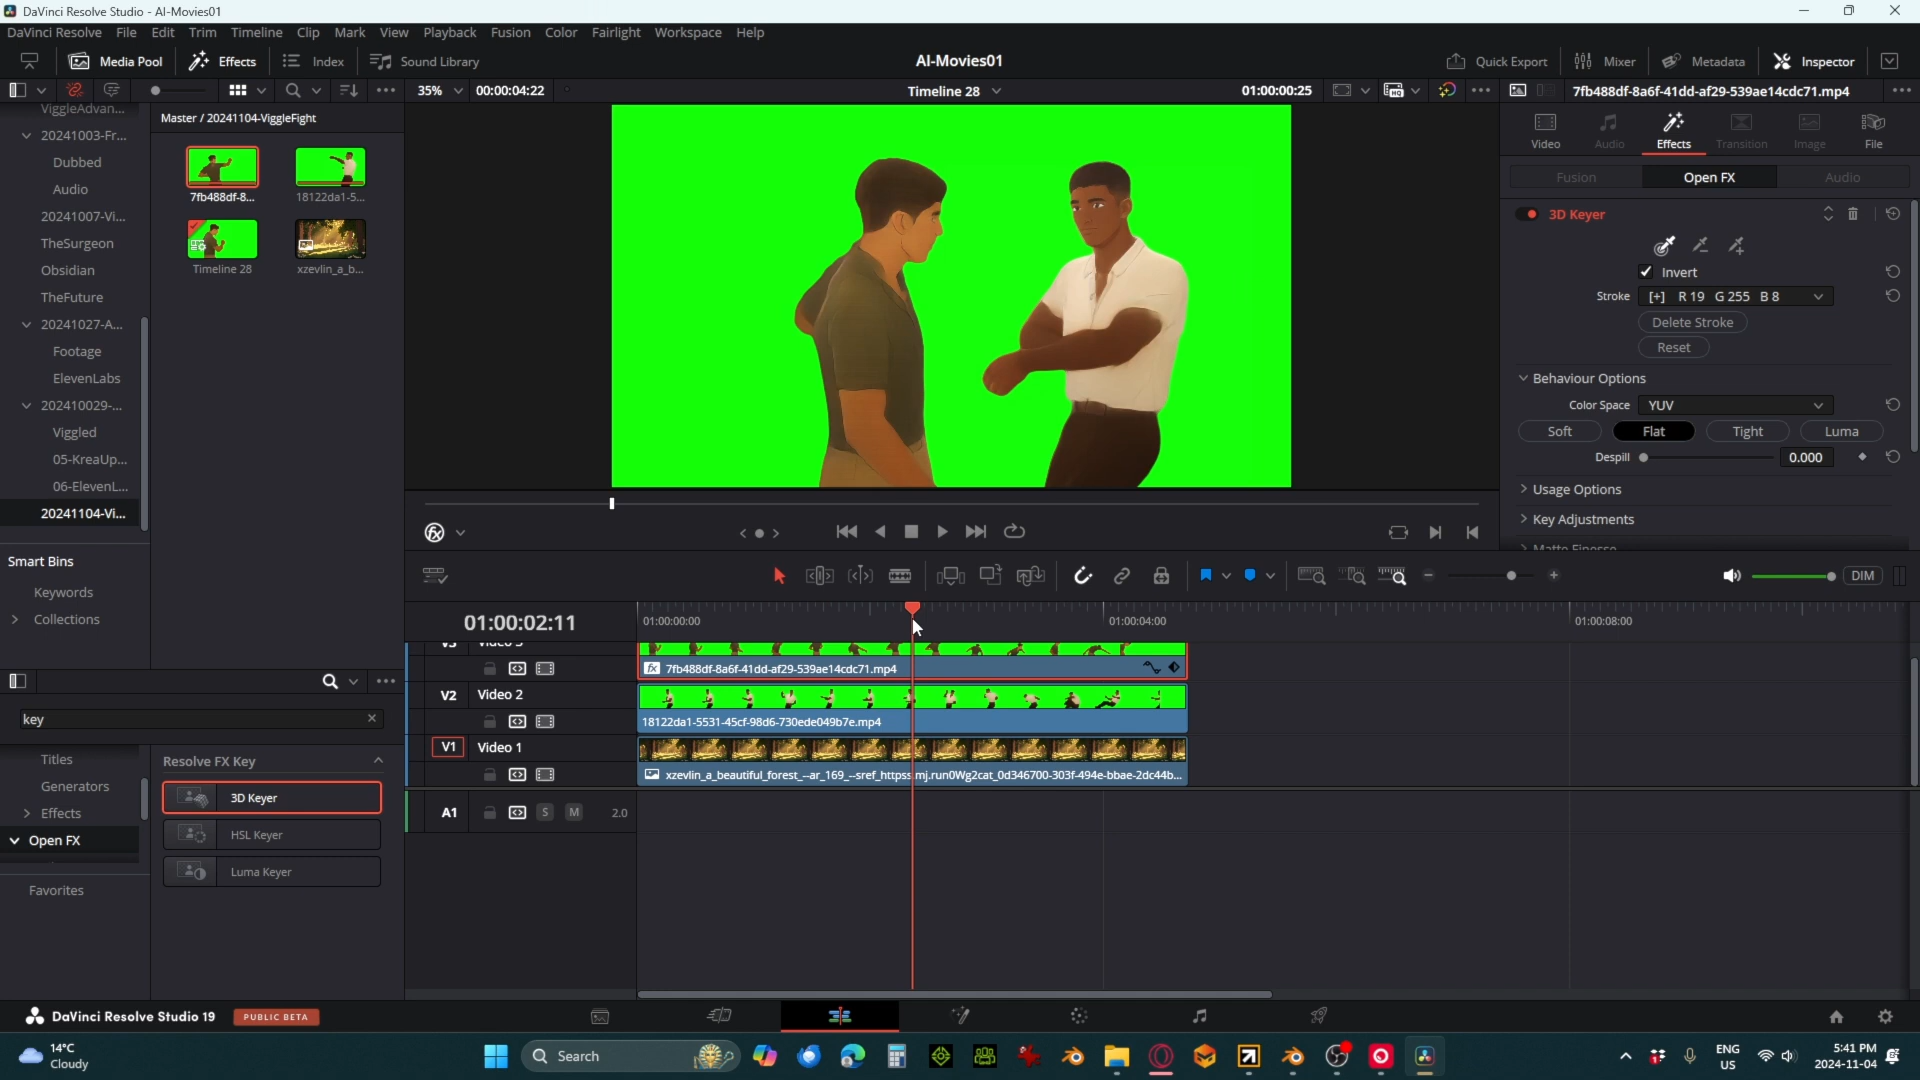 DaVinci Resolve Studio - AI-Movies01
DaVinci Resolve File Edit Trim Timeline Clip Mark View Playback Fusion Color Fairlight Workspace Help
Media Pool Effects Index Sound Library AI-Movies01 Quick Export Mixer Metadata Inspector
35% 00:00:04:22 Timeline 28 01:00:00:25 7fb488df-8a6f-41dd-af29-539ae14cdc71.mp4
ViggleAdvan...
20241003-Fr...
Dubbed
Audio
20241007-Vi...
TheSurgeon
Obsidian
TheFuture
20241027-A...
Footage
ElevenLabs
202410029-...
Viggled
05-KreaUp...
06-ElevenL...
20241104-Vi...
Smart Bins
Keywords
Collections
Master / 20241104-ViggleFight
7fb488df-8... 18122da1-5...
Timeline 28 xzevlin_a_b...
Video Audio Effects Transition Image File
Fusion Open FX Audio
3D Keyer
Invert
Stroke [+] R 19 G 255 B 8
Delete Stroke
Reset
Behaviour Options
Color Space YUV
Soft Flat Tight Luma
Despill 0.000
Usage Options
Key Adjustments
Matte Finesse
DIM
key
Titles
Generators
Effects
Open FX
Favorites
Resolve FX Key
3D Keyer
HSL Keyer
Luma Keyer
01:00:02:11 01:00:00:00 01:00:04:00 01:00:08:00
V3 Video 3
fx 7fb488df-8a6f-41dd-af29-539ae14cdc71.mp4
V2 Video 2
18122da1-5531-45cf-98d6-730ede049b7e.mp4
V1 Video 1
xzevlin_a_beautiful_forest_--ar_169_--sref_httpss mj.run0Wg2cat_0d346700-303f-494e-bbae-2dc44b...
A1 S M 2.0
DaVinci Resolve Studio 19 PUBLIC BETA
14°C
Cloudy
Search
ENG
US
5:41 PM
2024-11-04